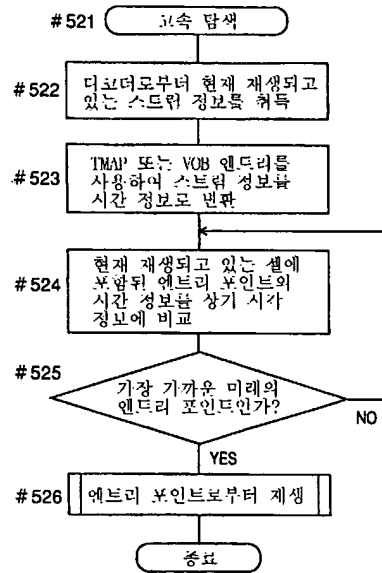 #521 고속 탐색
#522 디코더로부터 현재 재생되고
있는 스트림 정보를 취득
#523 TMAP 또는 VOB 엔트리를
사용하여 스트림 정보를
시간 정보로 변환
#524 현재 재생되고 있는 셀에
포함된 엔트리 포인트의
시간 정보를 상기 시각
정보에 비교
#525 가장 가까운 미래의
엔트리 포인트인가?
NO
YES
#526 엔트리 포인트로부터 재생
종료